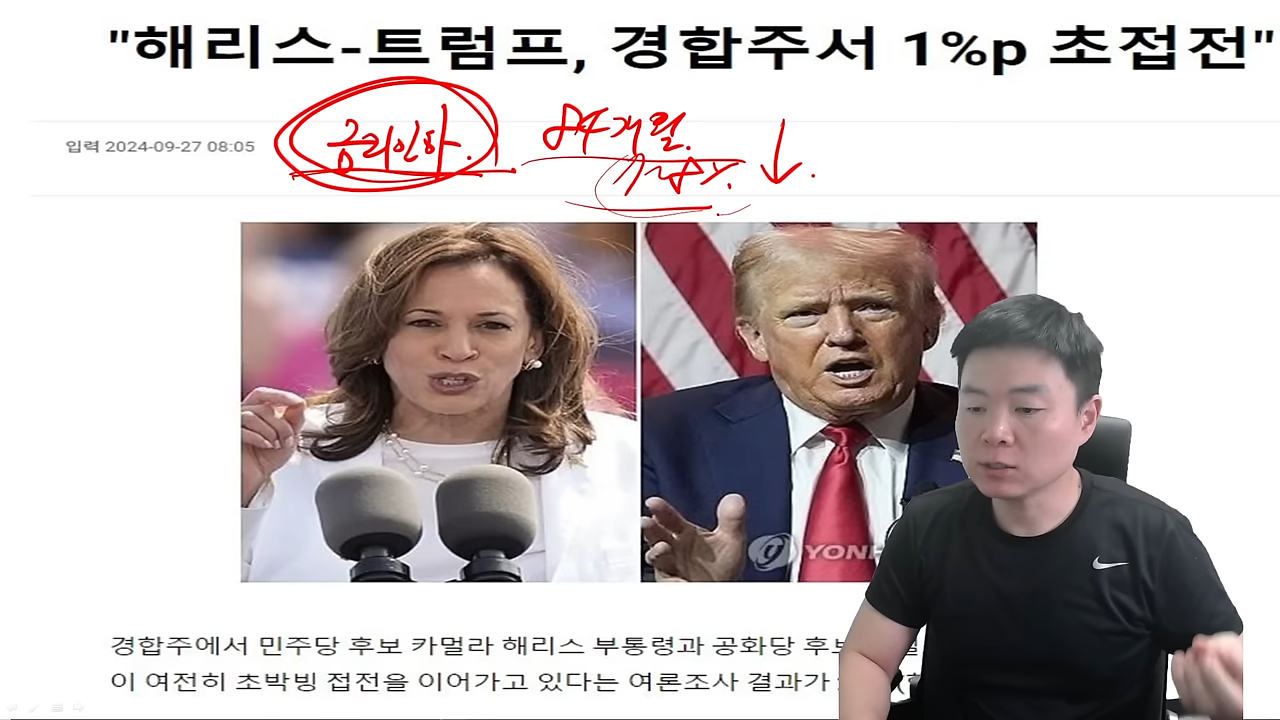 "해리스-트럼프, 경합주서 1%p 초접전"
입력 2024-09-27 08:05
금리인하.
YONH
경합주에서 민주당 후보 카멀라 해리스 부통령과 공화당 후보
이 여전히 초박빙 접전을 이어가고 있다는 여론조사 결과가